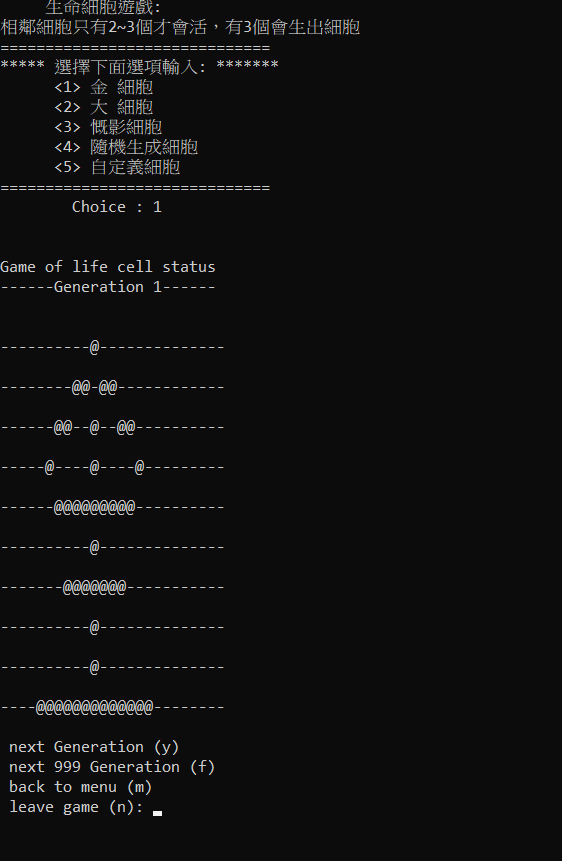 生命細胞遊戲:
相鄰細胞只有2~3個才會活，有3個會生出細胞
==============================
***** 選擇下面選項輸入: *******
<1> 金 細胞
<2> 大 細胞
<3> 慨影細胞
<4> 隨機生成細胞
<5> 自定義細胞
==============================
Choice : 1
Game of life cell status
------Generation 1------
----------@--------------
--------@@-@@------------
------@@--@--@@----------
-----@----@----@---------
------@@@@@@@@@----------
----------@--------------
-------@@@@@@@-----------
----------@--------------
----------@--------------
----@@@@@@@@@@@@@--------
next Generation (y)
next 999 Generation (f)
back to menu (m)
leave game (n):